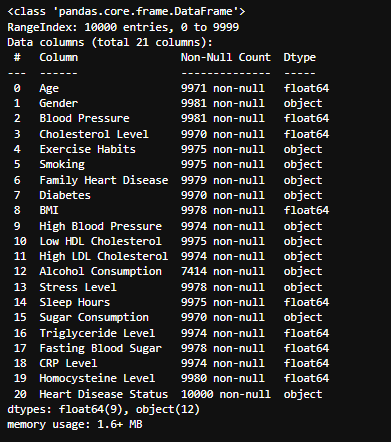 <class 'pandas.core.frame.DataFrame'>
RangeIndex: 10000 entries, 0 to 9999
Data columns (total 21 columns):
 #   Column                Non-Null Count  Dtype
---  ------                --------------  -----
 0   Age                   9971 non-null   float64
 1   Gender                9981 non-null   object
 2   Blood Pressure        9981 non-null   float64
 3   Cholesterol Level     9970 non-null   float64
 4   Exercise Habits       9975 non-null   object
 5   Smoking               9975 non-null   object
 6   Family Heart Disease  9979 non-null   object
 7   Diabetes              9970 non-null   object
 8   BMI                   9978 non-null   float64
 9   High Blood Pressure   9974 non-null   object
 10  Low HDL Cholesterol   9975 non-null   object
 11  High LDL Cholesterol  9974 non-null   object
 12  Alcohol Consumption   7414 non-null   object
 13  Stress Level          9978 non-null   object
 14  Sleep Hours           9975 non-null   float64
 15  Sugar Consumption     9970 non-null   object
 16  Triglyceride Level    9974 non-null   float64
 17  Fasting Blood Sugar   9978 non-null   float64
 18  CRP Level             9974 non-null   float64
 19  Homocysteine Level    9980 non-null   float64
 20  Heart Disease Status  10000 non-null  object
dtypes: float64(9), object(12)
memory usage: 1.6+ MB